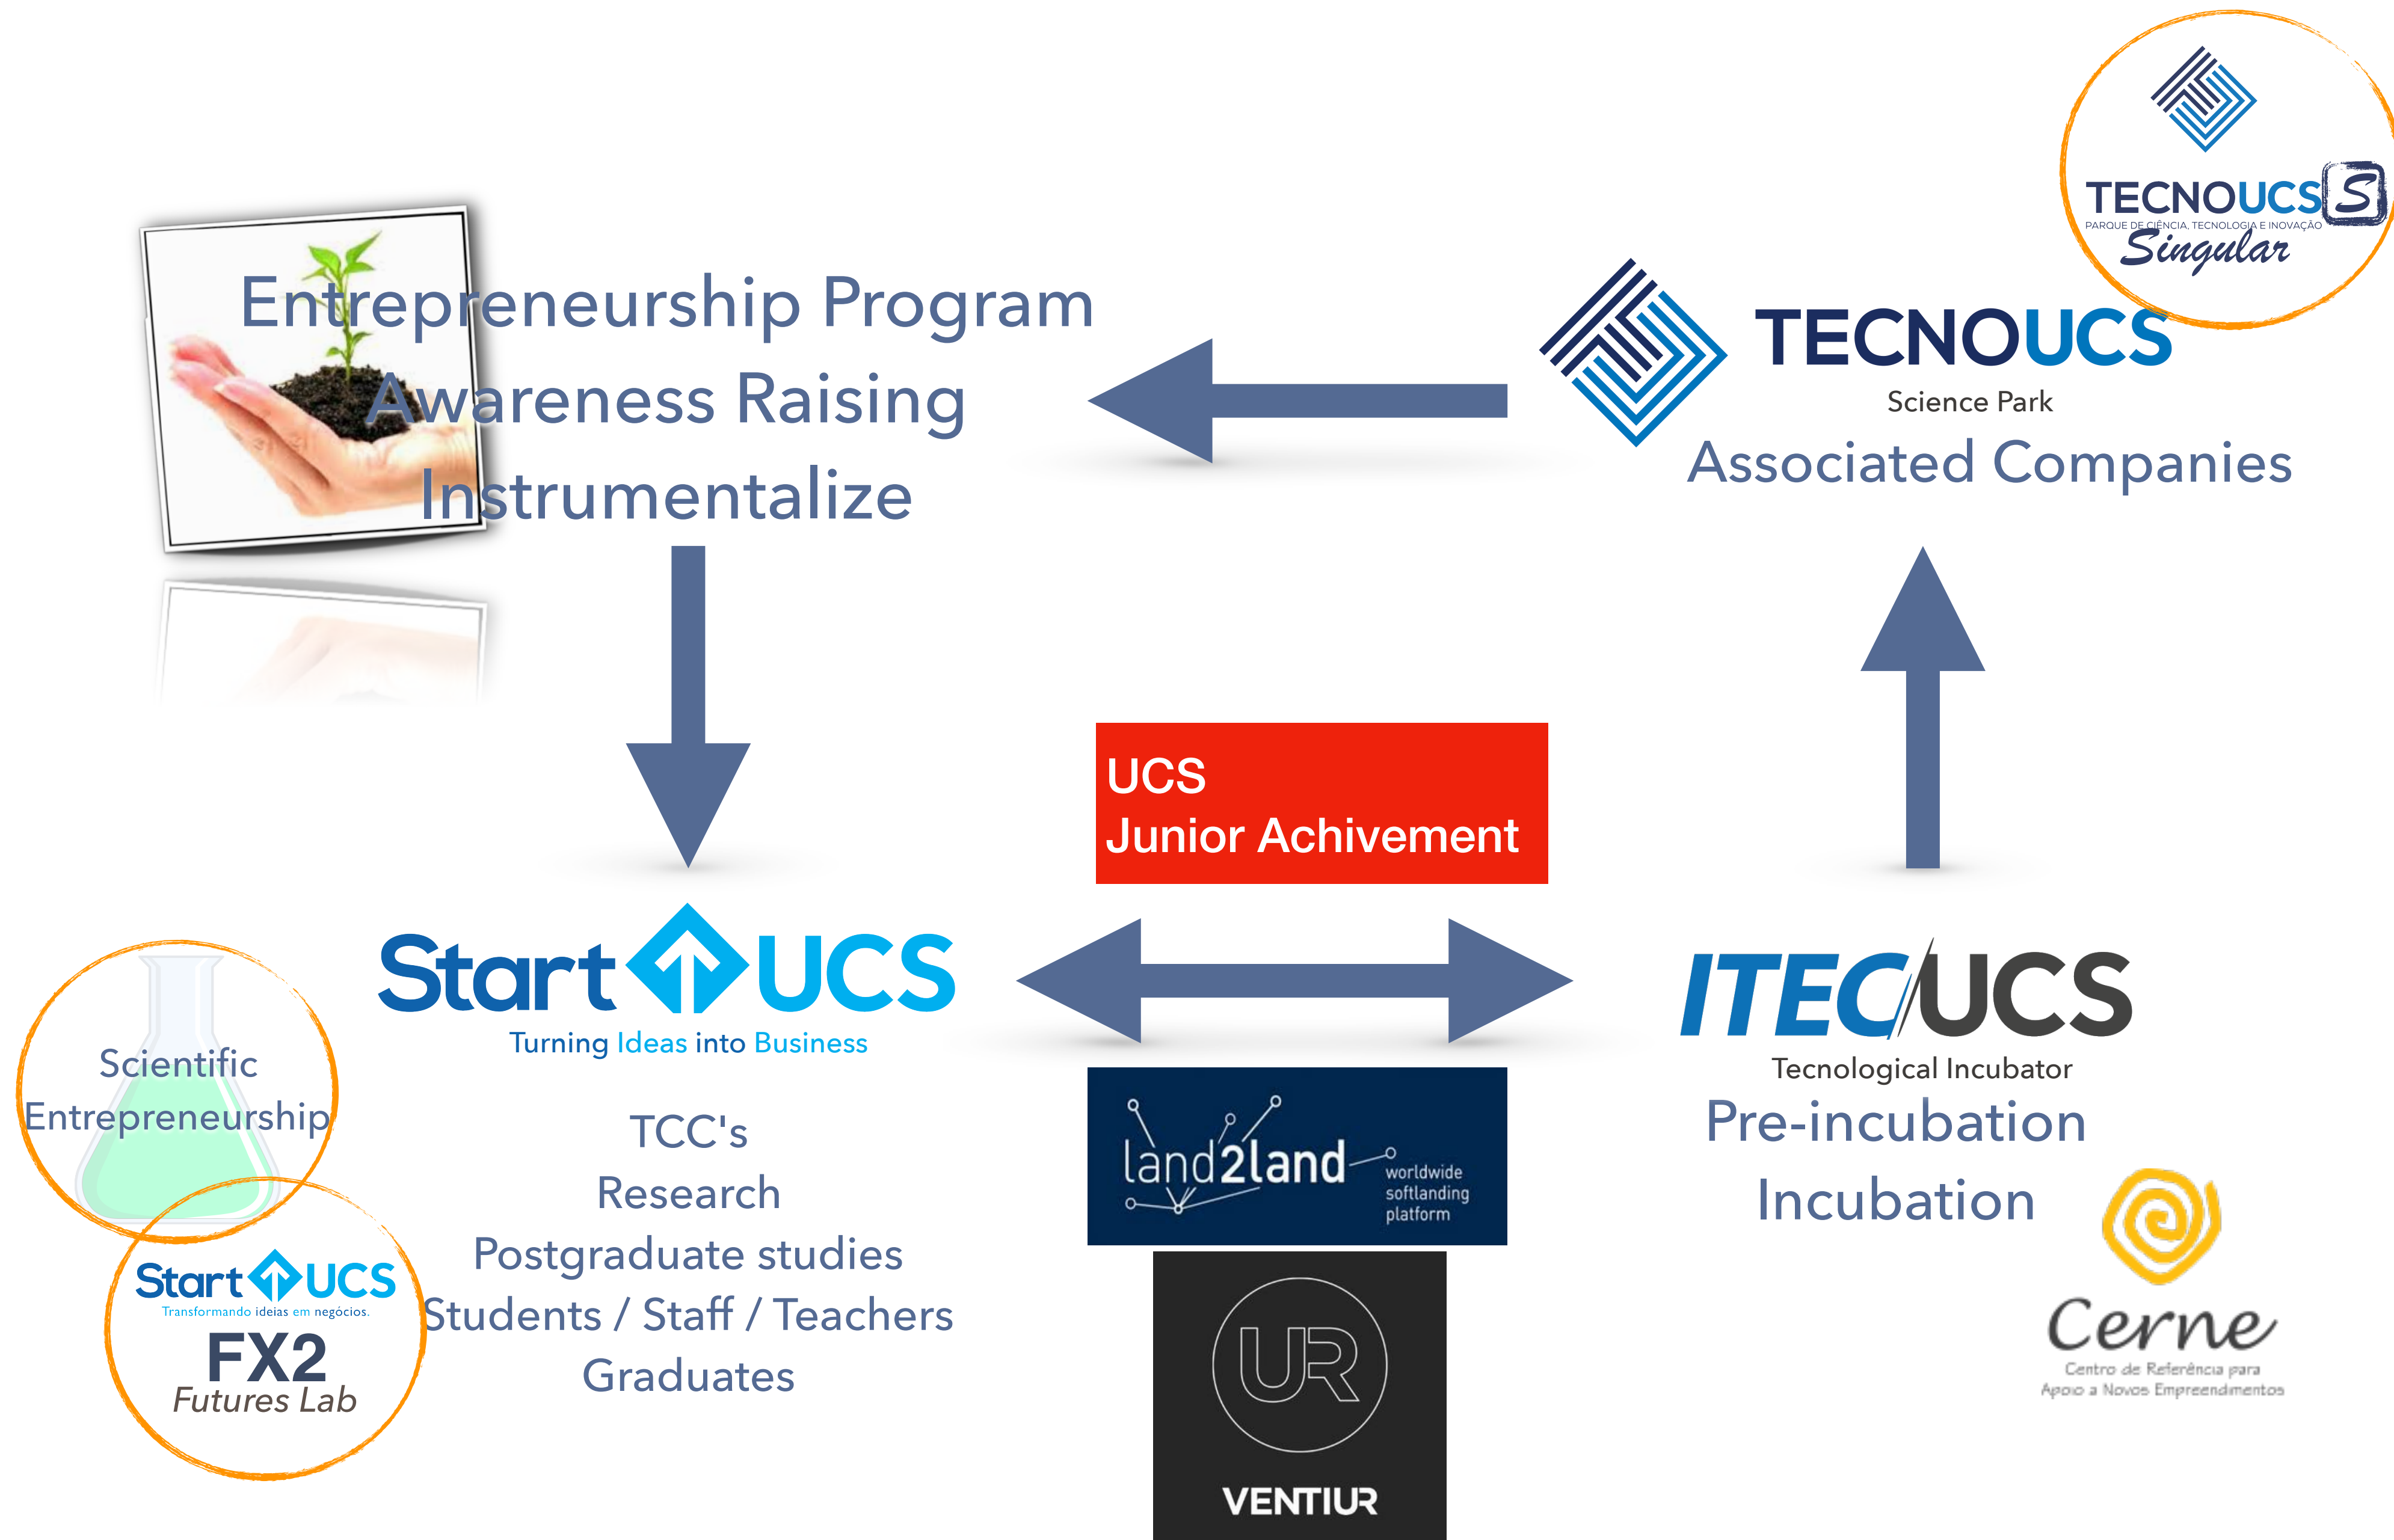 TECNOUCS S
PARQUE DE CIÊNCIA, TECNOLOGIA E INOVAÇÃO
Singular
Entrepreneurship Program
Awareness Raising
Instrumentalize
TECNOUCS
Science Park
Associated Companies
UCS
Junior Achivement
Start UCS
Turning Ideas into Business
TCC's
Research
Postgraduate studies
Students / Staff / Teachers
Graduates
Scientific
Entrepreneurship
Start UCS
Transformando ideias em negócios.
FX2
Futures Lab
land2land
worldwide
softlanding
platform
UR
VENTIUR
ITEC/UCS
Tecnological Incubator
Pre-incubation
Incubation
Cerne
Centro de Referência para
Apoio a Novos Empreendimentos